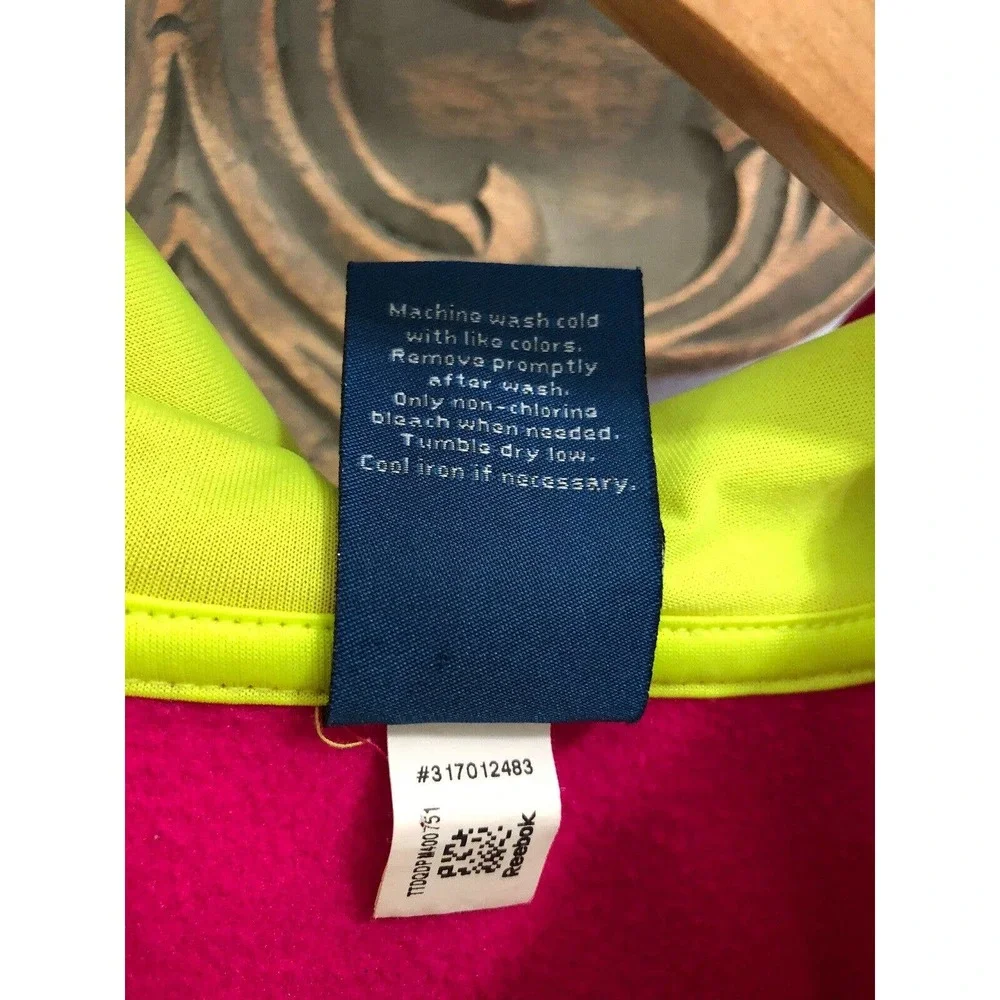 Machine wash cold
with like colors.
Remove promptly
after wash.
Only non-chlorine
bleach when needed.
Tumble dry low.
Cool iron if necessary.
#317012483
TTDQDPM400751
Reebok